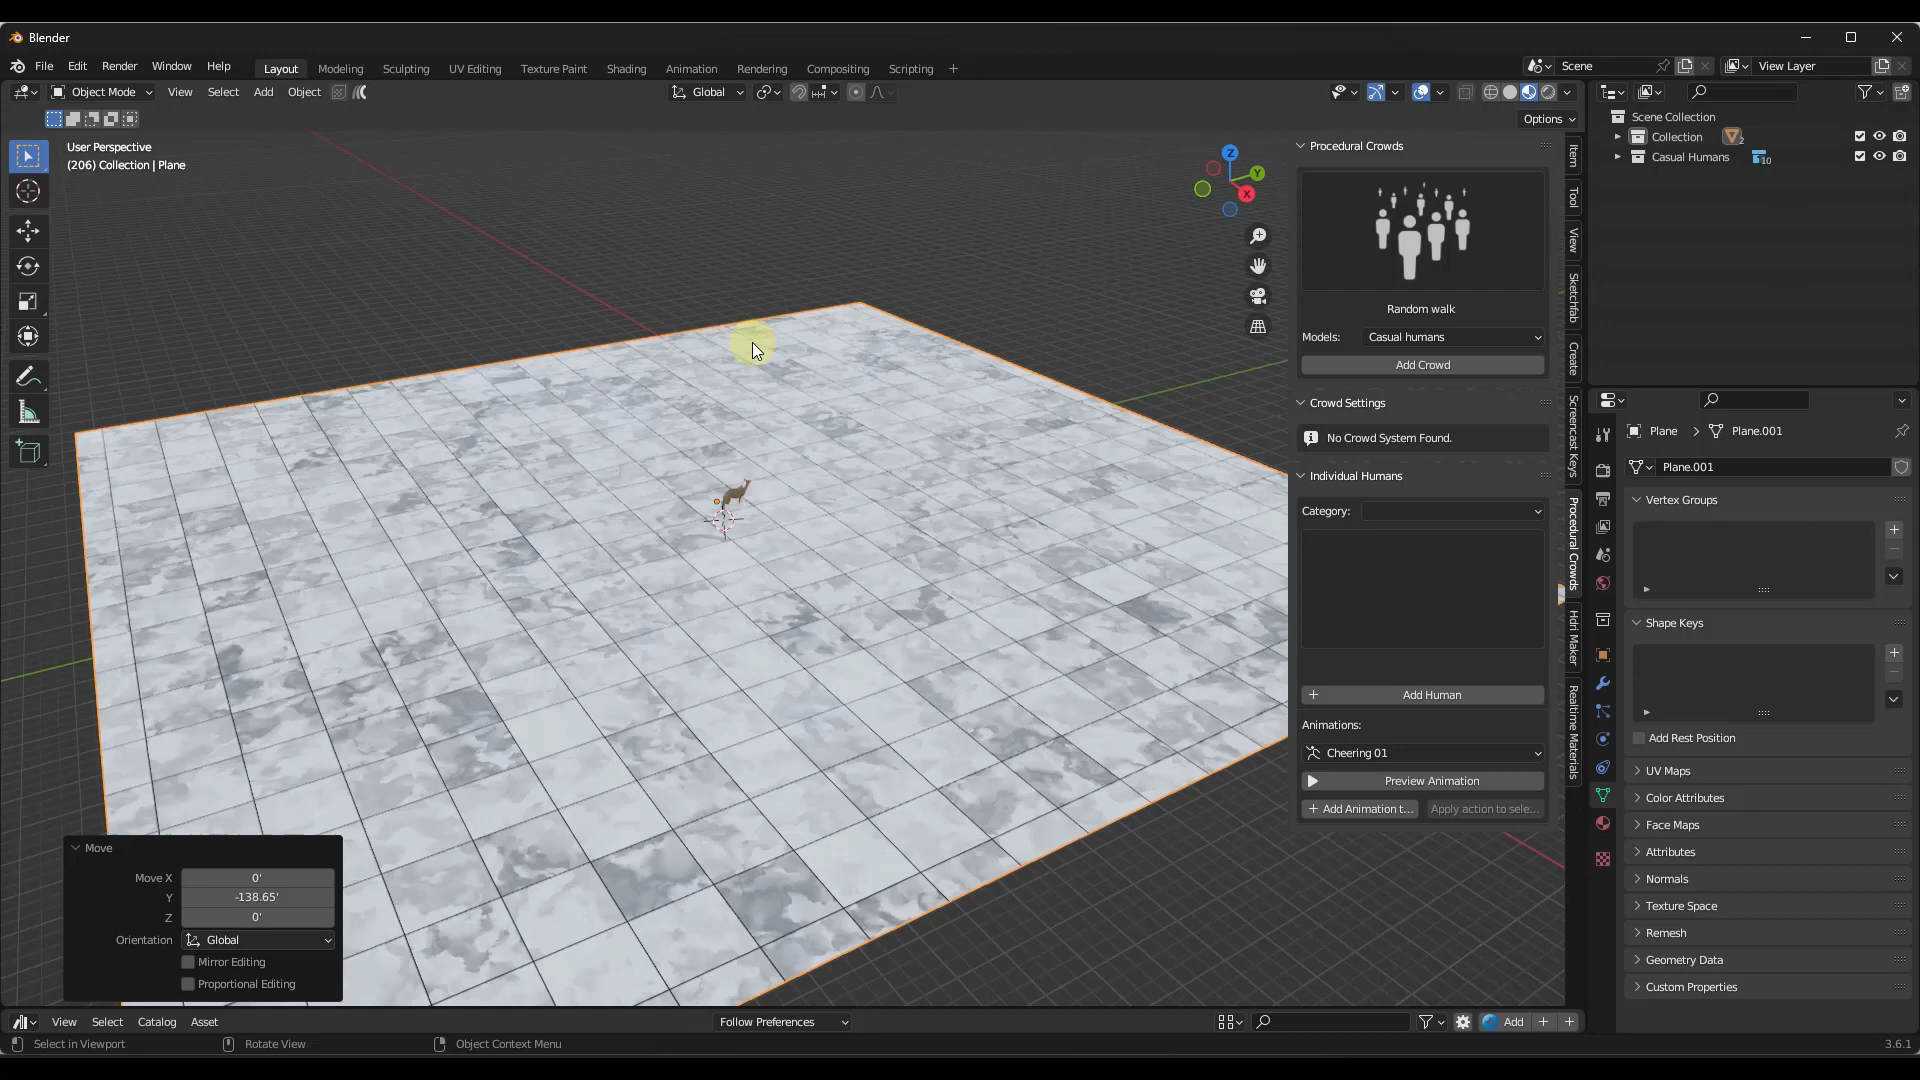 Blender
File Edit Render Window Help Layout Modeling Sculpting UV Editing Texture Paint Shading Animation Rendering Compositing Scripting + Scene View Layer
Object Mode View Select Add Object Global
Options
User Perspective
(206) Collection | Plane
Z
Y
X
Procedural Crowds
Random walk
Models: Casual humans
Add Crowd
Crowd Settings
No Crowd System Found.
Individual Humans
Category:
+ Add Human
Animations:
Cheering 01
Preview Animation
+ Add Animation t...
Apply action to sele...
Item
Tool
View
Sketchfab
Create
Screencast Keys
Procedural Crowds
Hdri Maker
Realtime Materials
Scene Collection
Collection 2
Casual Humans 10
Plane > Plane.001
Plane.001
Vertex Groups
Shape Keys
Add Rest Position
UV Maps
Color Attributes
Face Maps
Attributes
Normals
Texture Space
Remesh
Geometry Data
Custom Properties
Move
Move X 0'
Y -138.65'
Z 0'
Orientation Global
Mirror Editing
Proportional Editing
View Select Catalog Asset Follow Preferences Add + +
Select in Viewport Rotate View Object Context Menu 3.6.1